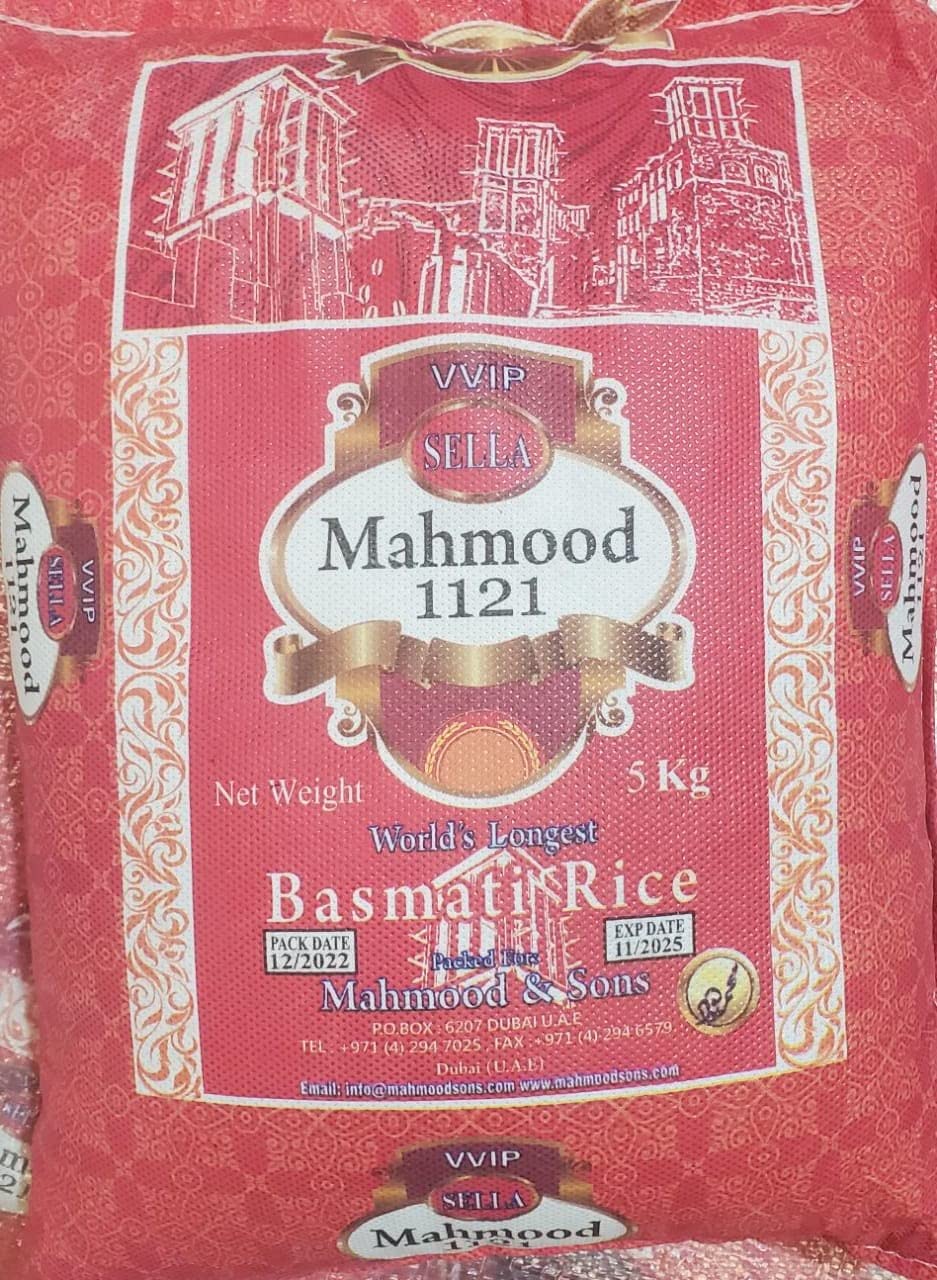 VVIP
SELLA
Mahmood
1121
Mahmood
1121
SELLA
VVIP
VVIP
SELLA
Mahmood
Net Weight
5 Kg
World's Longest
Basmati Rice
PACK DATE
12/2022
EXP DATE
11/2025
Packed For:
Mahmood & Sons
P.O.BOX : 6207 DUBAI U.A.E
TEL : +971 (4) 294 7025 , FAX : +971 (4) 294 6579,
Dubai (U.A.E)
Email: info@mahmoodsons.com www.mahmoodsons.com
VVIP
SELLA
Mahmood
1121